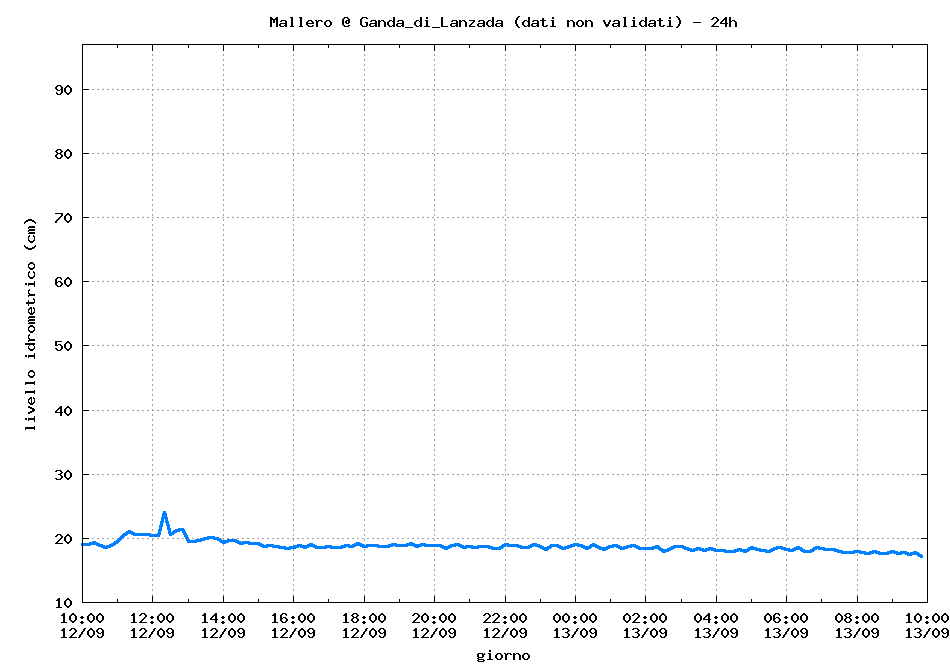 Mallero @ Ganda_di_Lanzada (dati non validati) - 24h
livello idrometrico (cm)
90
80
70
60
50
40
30
20
10
10:00 12:00 14:00 16:00 18:00 20:00 22:00 00:00 02:00 04:00 06:00 08:00 10:00
12/09 12/09 12/09 12/09 12/09 12/09 12/09 13/09 13/09 13/09 13/09 13/09 13/09
giorno